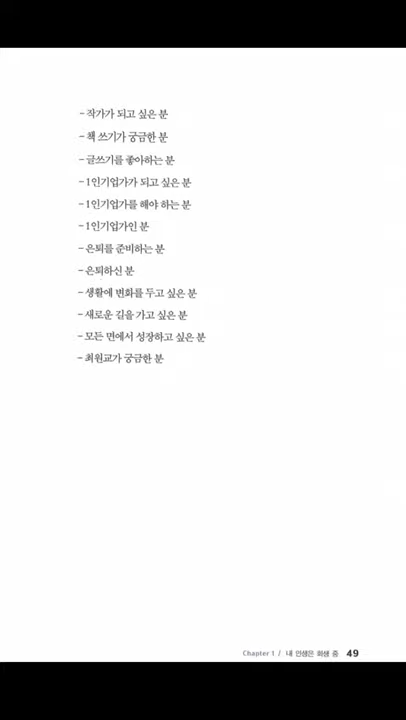 - 작가가 되고 싶은 분
- 책 쓰기가 궁금한 분
- 글쓰기를 좋아하는 분
- 1인기업가가 되고 싶은 분
- 1인기업가를 해야 하는 분
- 1인기업가인 분
- 은퇴를 준비하는 분
- 은퇴하신 분
- 생활에 변화를 두고 싶은 분
- 새로운 길을 가고 싶은 분
- 모든 면에서 성장하고 싶은 분
- 최원교가 궁금한 분
Chapter 1 / 내 인생은 회생 중 49